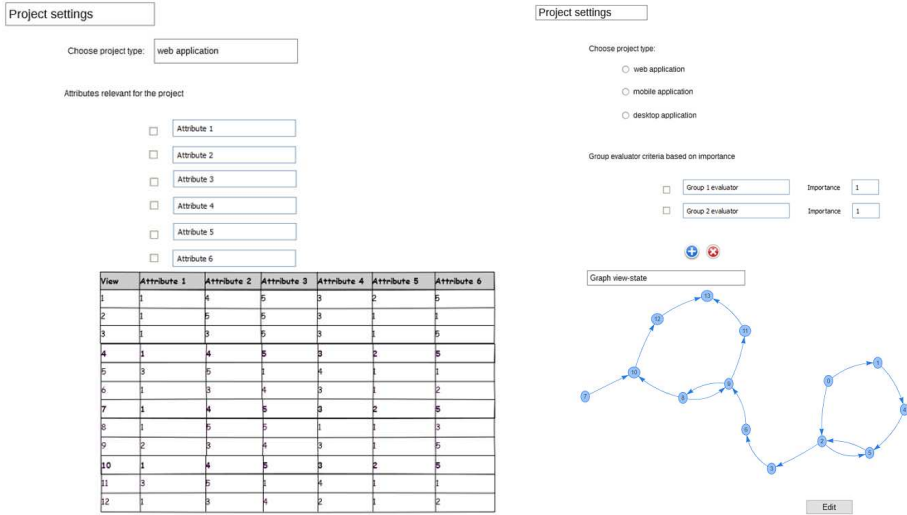 Project settings
Choose project type: web application
Attributes relevant for the project
Attribute 1
Attribute 2
Attribute 3
Attribute 4
Attribute 5
Attribute 6
View Attribute 1 Attribute 2 Attribute 3 Attribute 4 Attribute 5 Attribute 6
1 1 4 5 3 2 5
2 1 5 5 3 1 1
3 1 3 5 3 1 5
4 1 4 5 3 2 5
5 3 5 1 4 1 1
6 1 3 4 3 1 2
7 1 4 5 3 2 5
8 1 5 5 1 1 3
9 2 3 4 3 1 5
10 1 4 5 3 2 5
11 3 5 1 4 1 1
12 1 3 4 2 1 2
Project settings
Choose project type:
web application
mobile application
desktop application
Group evaluator criteria based on importance
Group 1 evaluator Importance 1
Group 2 evaluator Importance 1
Graph view-state
13
12
11
10
9
8
7
6
3
0
1
4
2
5
Edit